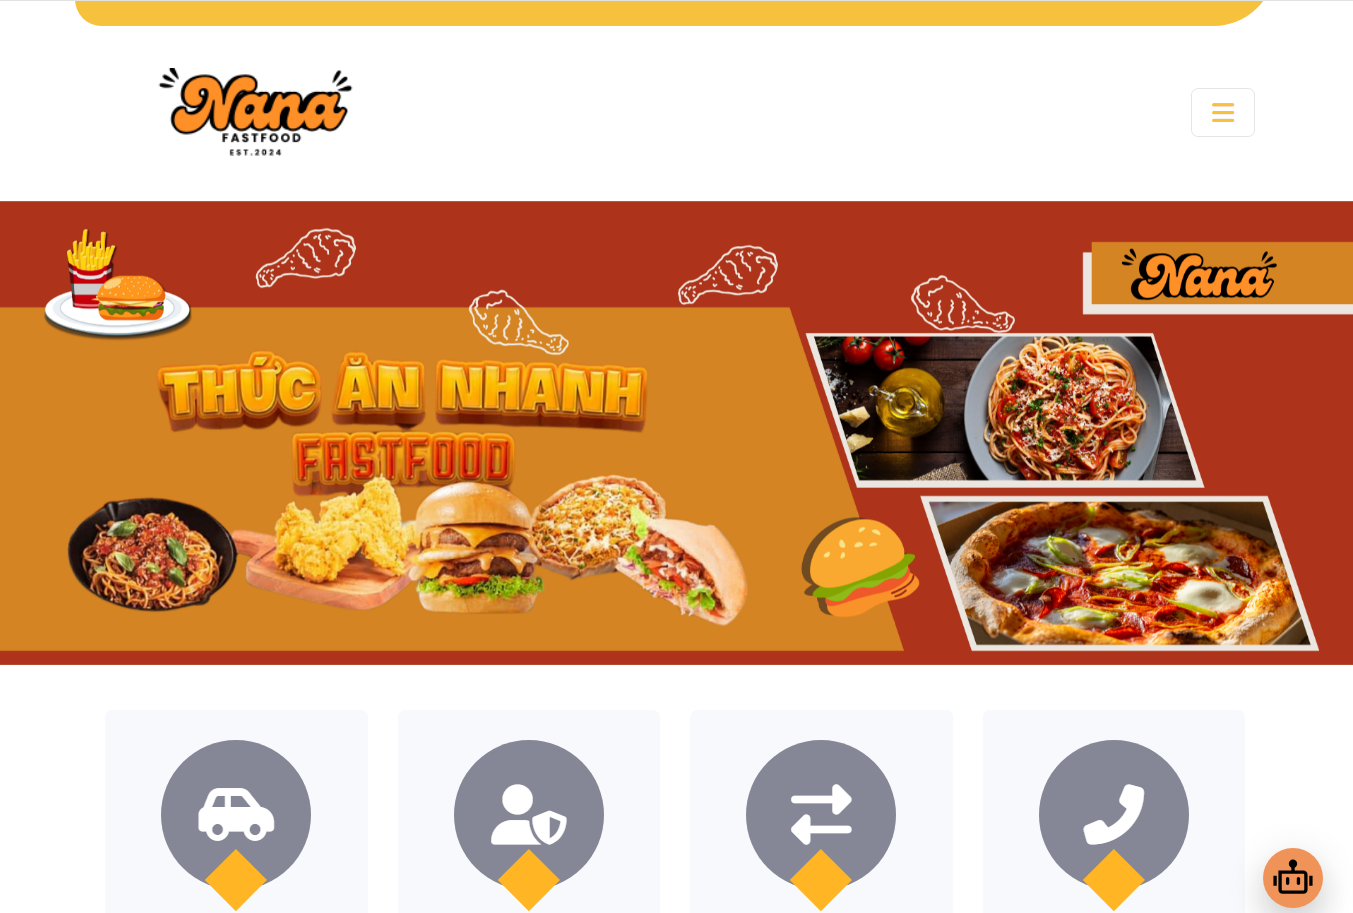 Nana
FASTFOOD
EST.2024
Nana
THỨC ĂN NHANH
FASTFOOD